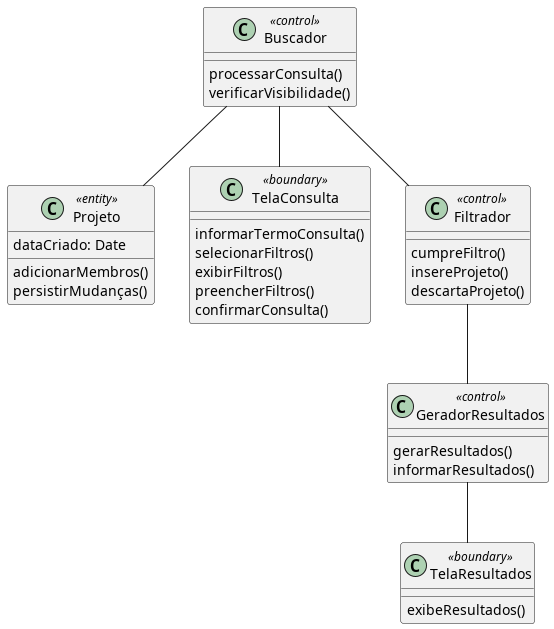 C
«control»
Buscador
processarConsulta()
verificarVisibilidade()
C
«entity»
Projeto
dataCriado: Date
adicionarMembros()
persistirMudanças()
C
«boundary»
TelaConsulta
informarTermoConsulta()
selecionarFiltros()
exibirFiltros()
preencherFiltros()
confirmarConsulta()
C
«control»
Filtrador
cumpreFiltro()
insereProjeto()
descartaProjeto()
C
«control»
GeradorResultados
gerarResultados()
informarResultados()
C
«boundary»
TelaResultados
exibeResultados()